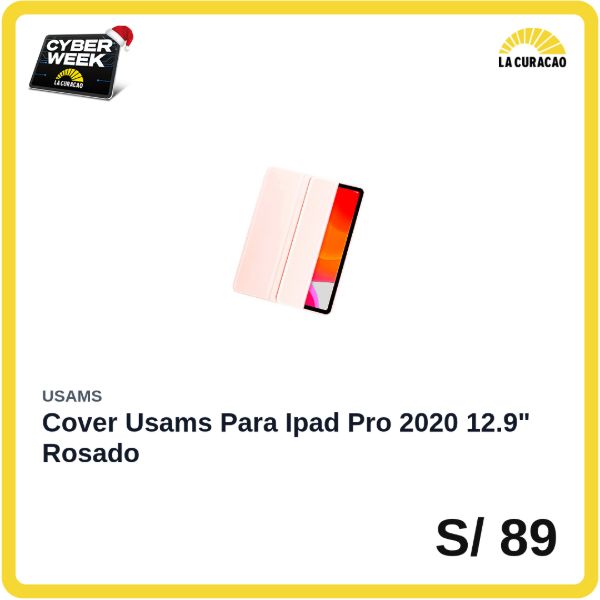 CYBER
WEEK
LA CURACAO
LA CURACAO
USAMS
Cover Usams Para Ipad Pro 2020 12.9"
Rosado
S/ 89